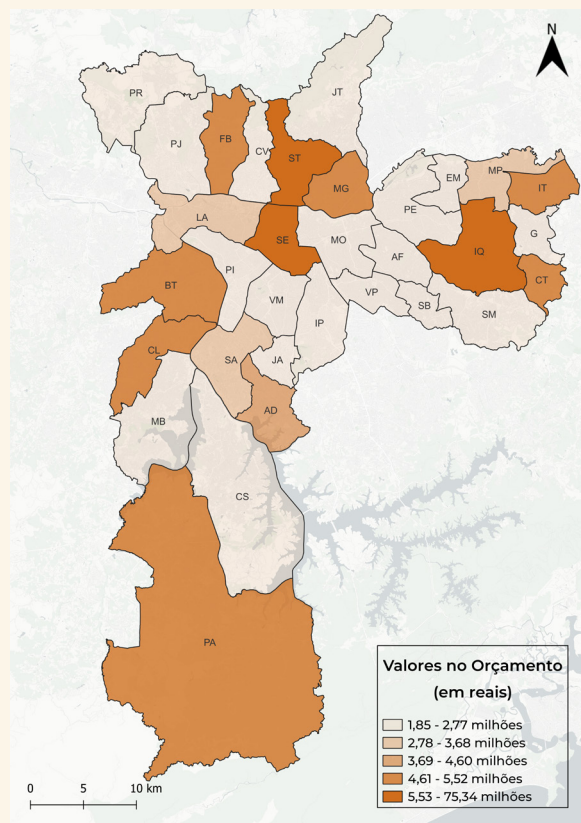 N
PR
JT
PJ
FB
CV
ST
MG
EM
MP
IT
PE
LA
G
SE
MO
IQ
AF
PI
BT
CT
VM
VP
IP
SB
SM
CL
SA
JA
AD
MB
CS
PA
Valores no Orçamento
(em reais)
1,85 - 2,77 milhões
2,78 - 3,68 milhões
3,69 - 4,60 milhões
4,61 - 5,52 milhões
5,53 - 75,34 milhões
0 5 10 km